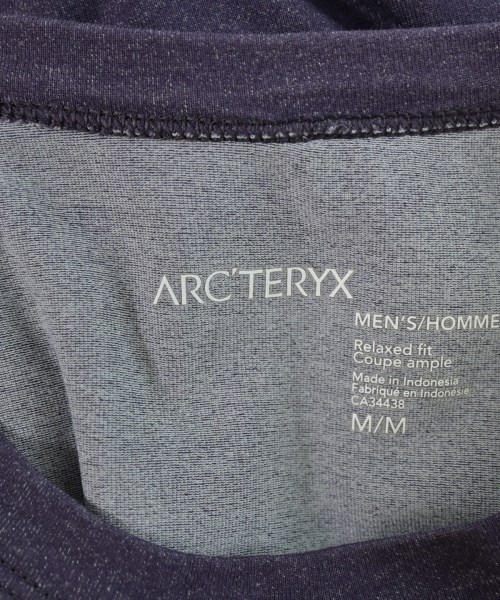 ARC'TERYX
MEN'S/HOMME
Relaxed fit
Coupe ample
Made in Indonesia
Fabriqué en Indonésie
CA34438
M/M